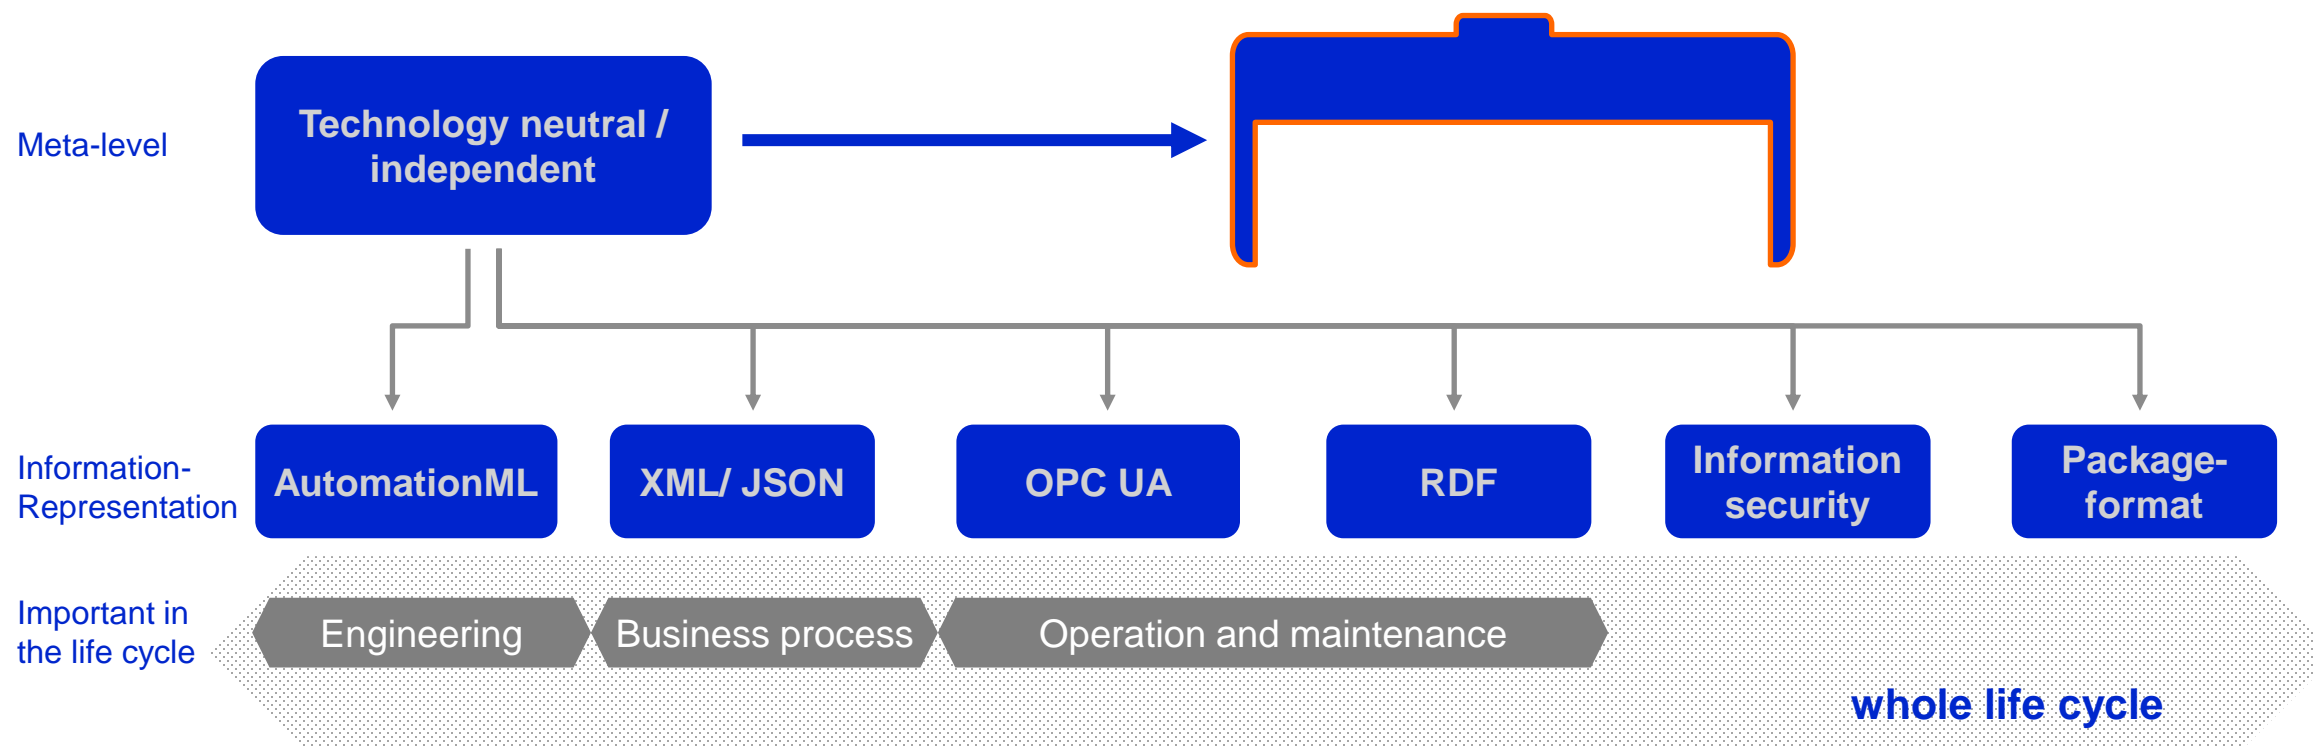 Meta-level
Technology neutral /
independent
Information-
Representation
AutomationML
XML/ JSON
OPC UA
RDF
Information
security
Package-
format
Important in
the life cycle
Engineering
Business process
Operation and maintenance
whole life cycle